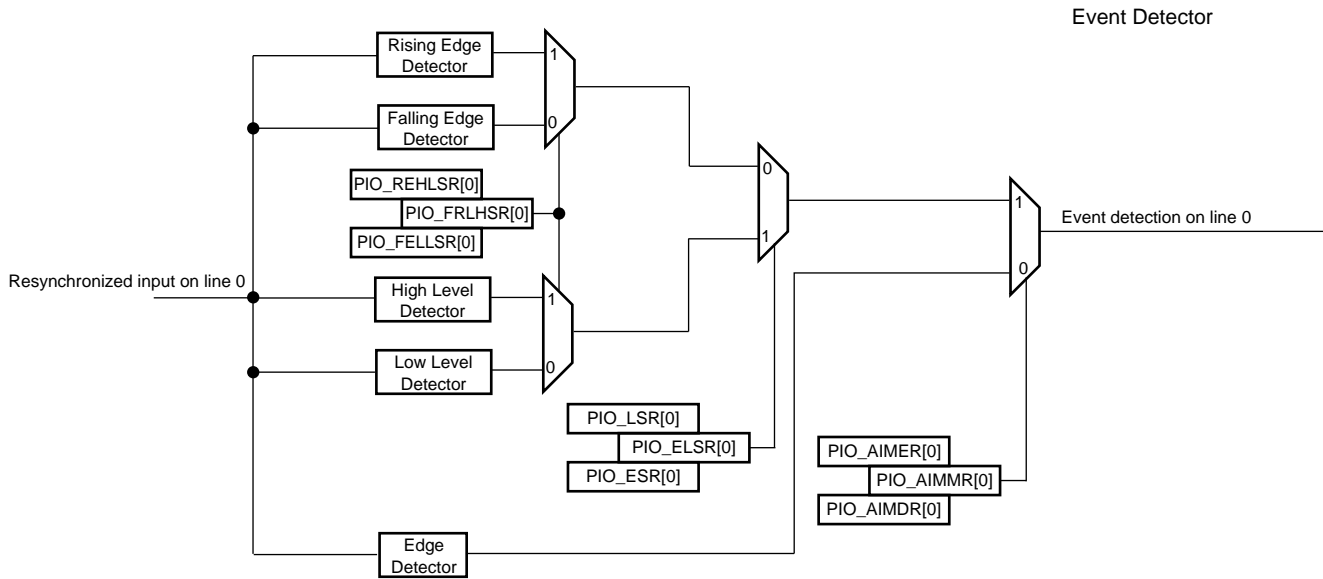 Event Detector
Rising Edge
Detector
1
Falling Edge
Detector
0
PIO_REHLSR[0]
PIO_FRLHSR[0]
PIO_FELLSR[0]
0
1
1
0
Event detection on line 0
Resynchronized input on line 0
High Level
Detector
1
Low Level
Detector
0
PIO_LSR[0]
PIO_ELSR[0]
PIO_ESR[0]
PIO_AIMER[0]
PIO_AIMMR[0]
PIO_AIMDR[0]
Edge
Detector